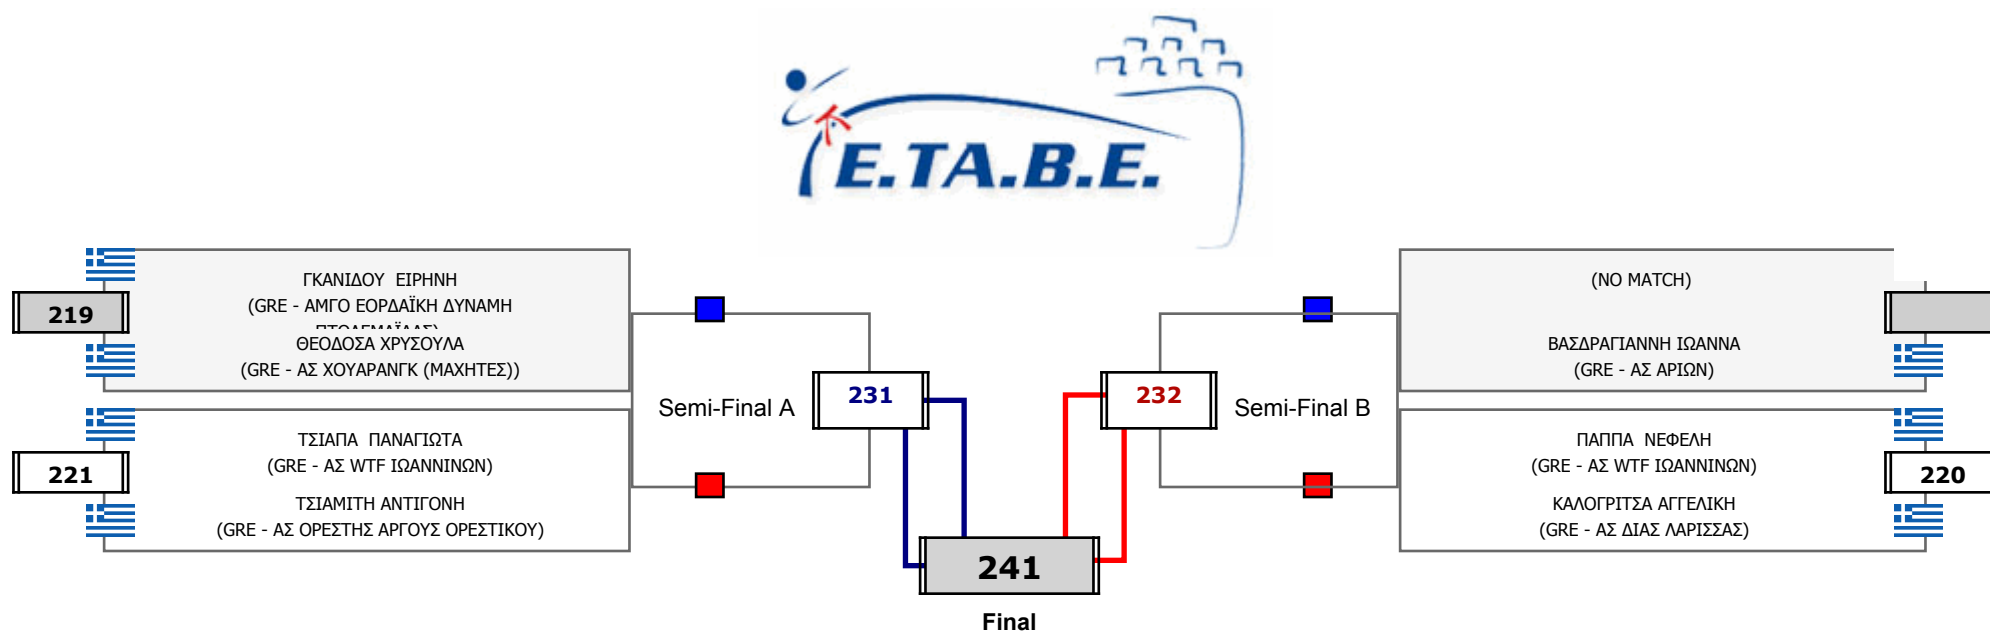 E.TA.B.E.
219
ΓΚΑΝΙΔΟΥ ΕΙΡΗΝΗ
(GRE - ΑΜΓΟ ΕΟΡΔΑΪΚΗ ΔΥΝΑΜΗ
ΠΤΟΛΕΜΑΪΔΑΣ)
ΘΕΟΔΟΣΑ ΧΡΥΣΟΥΛΑ
(GRE - ΑΣ ΧΟΥΑΡΑΝΓΚ (ΜΑΧΗΤΕΣ))
221
ΤΣΙΑΠΑ ΠΑΝΑΓΙΩΤΑ
(GRE - ΑΣ WTF ΙΩΑΝΝΙΝΩΝ)
ΤΣΙΑΜΙΤΗ ΑΝΤΙΓΟΝΗ
(GRE - ΑΣ ΟΡΕΣΤΗΣ ΑΡΓΟΥΣ ΟΡΕΣΤΙΚΟΥ)
Semi-Final A
231
232
Semi-Final B
(NO MATCH)
ΒΑΣΔΡΑΓΙΑΝΝΗ ΙΩΑΝΝΑ
(GRE - ΑΣ ΑΡΙΩΝ)
ΠΑΠΠΑ ΝΕΦΕΛΗ
(GRE - ΑΣ WTF ΙΩΑΝΝΙΝΩΝ)
220
ΚΑΛΟΓΡΙΤΣΑ ΑΓΓΕΛΙΚΗ
(GRE - ΑΣ ΔΙΑΣ ΛΑΡΙΣΣΑΣ)
241
Final